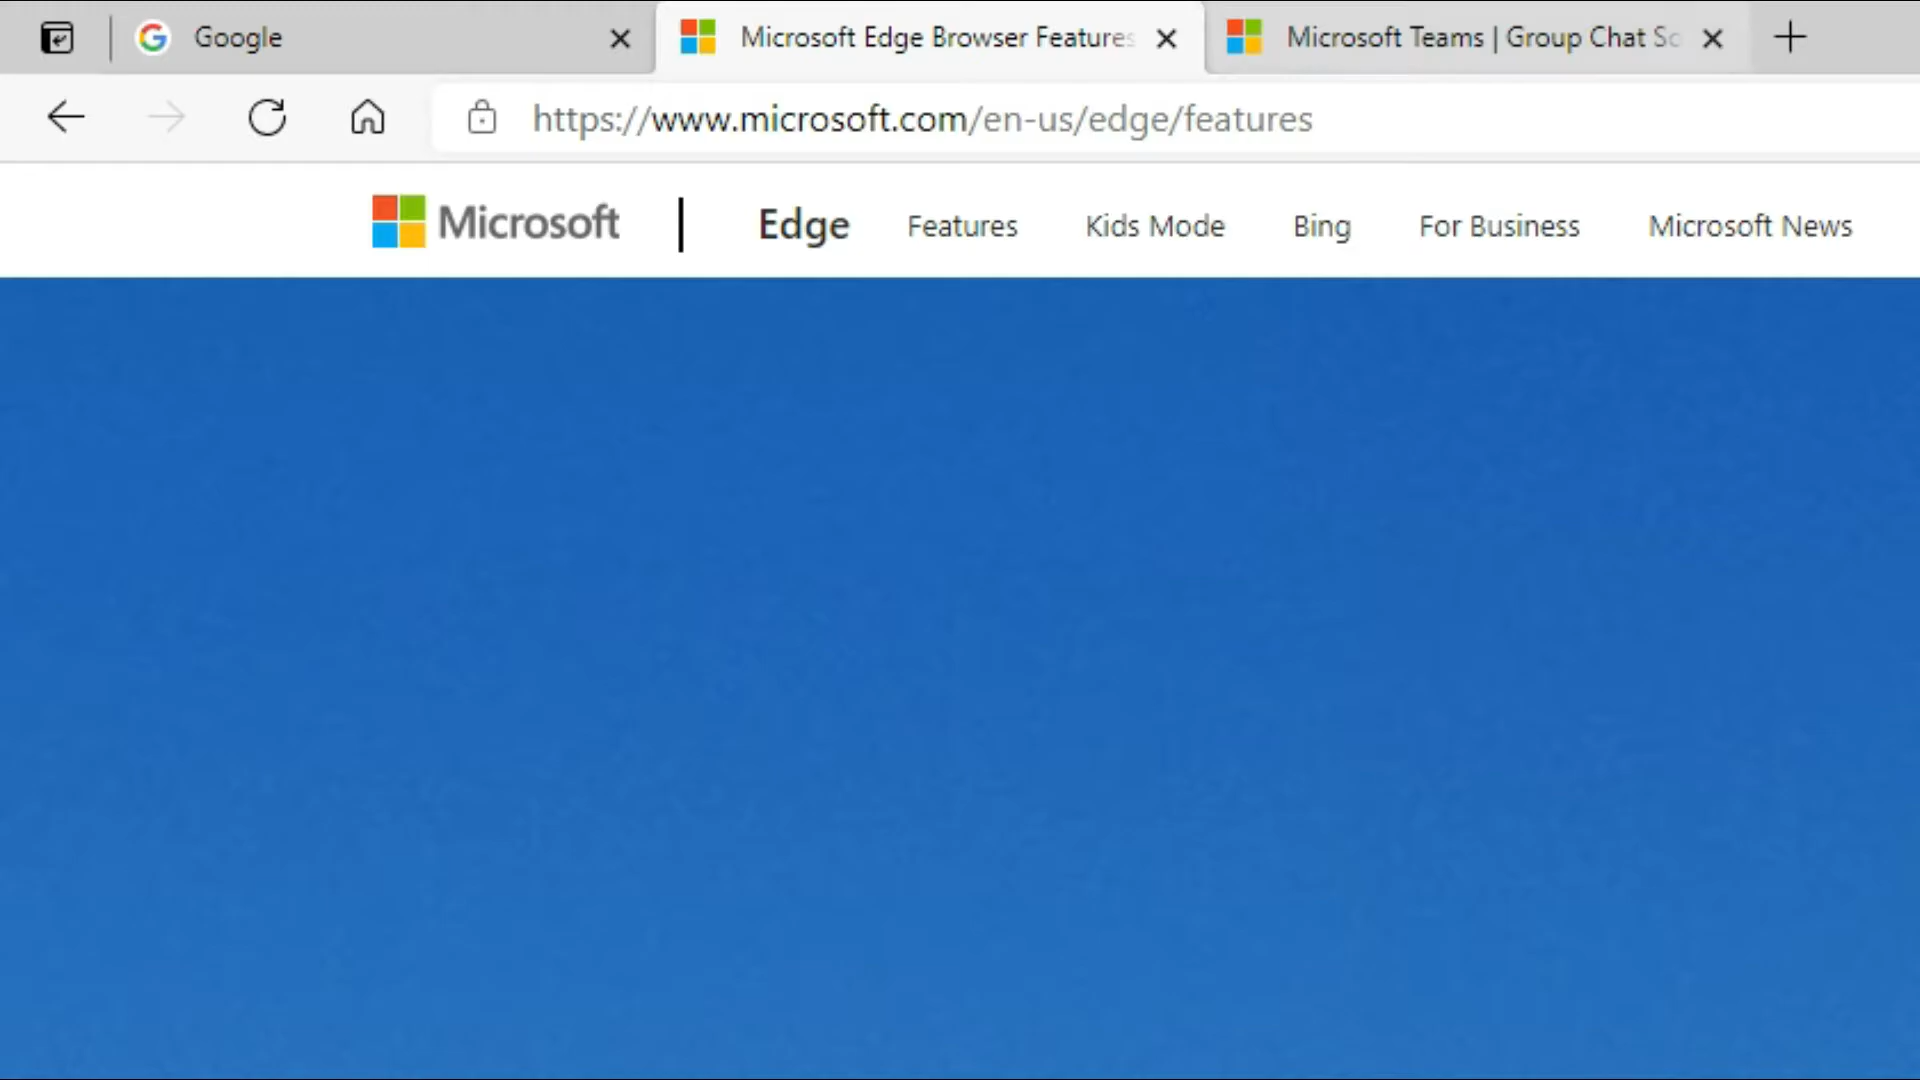 Google
Microsoft Edge Browser Features
Microsoft Teams | Group Chat So
https://www.microsoft.com/en-us/edge/features
Microsoft | Edge Features Kids Mode Bing For Business Microsoft News